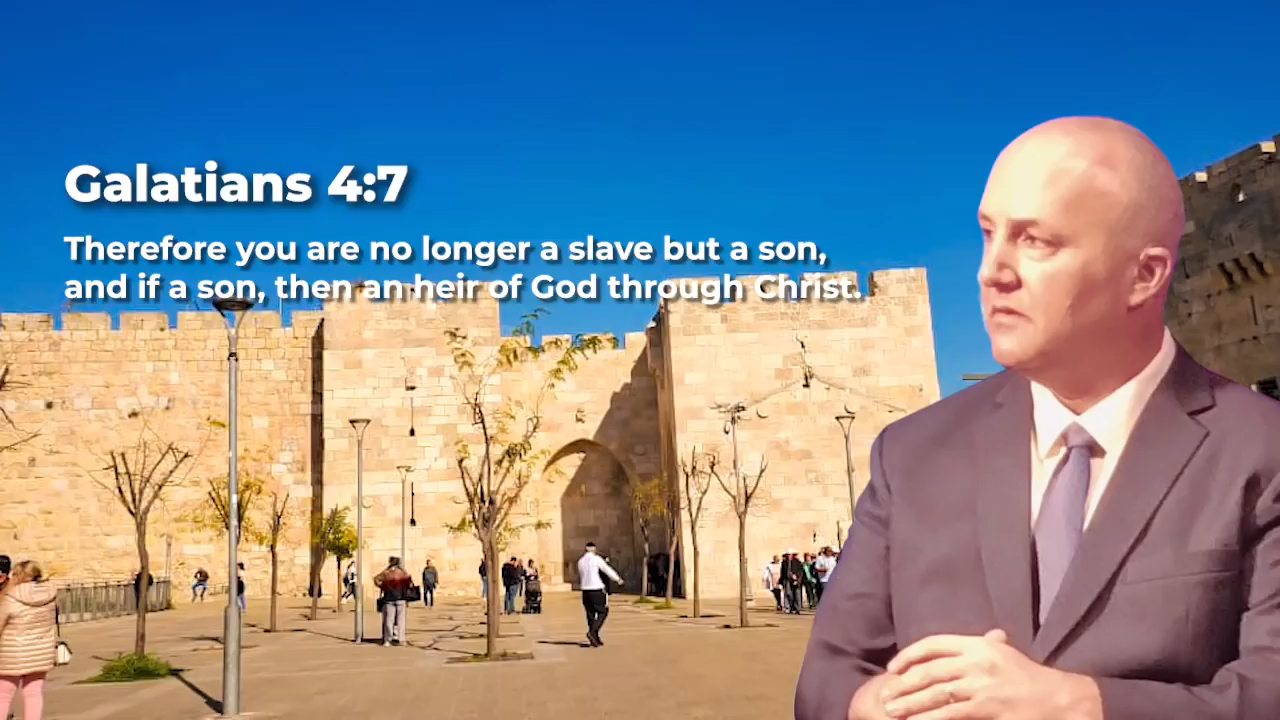 Galatians 4:7
Therefore you are no longer a slave but a son,
and if a son, then an heir of God through Christ.